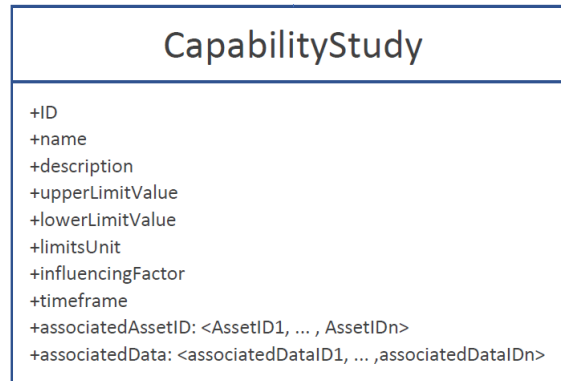 CapabilityStudy
+ID
+name
+description
+upperLimitValue
+lowerLimitValue
+limitsUnit
+influencingFactor
+timeframe
+associatedAssetID: <AssetID1, ... , AssetIDn>
+associatedData: <associatedDataID1, ... ,associatedDataIDn>